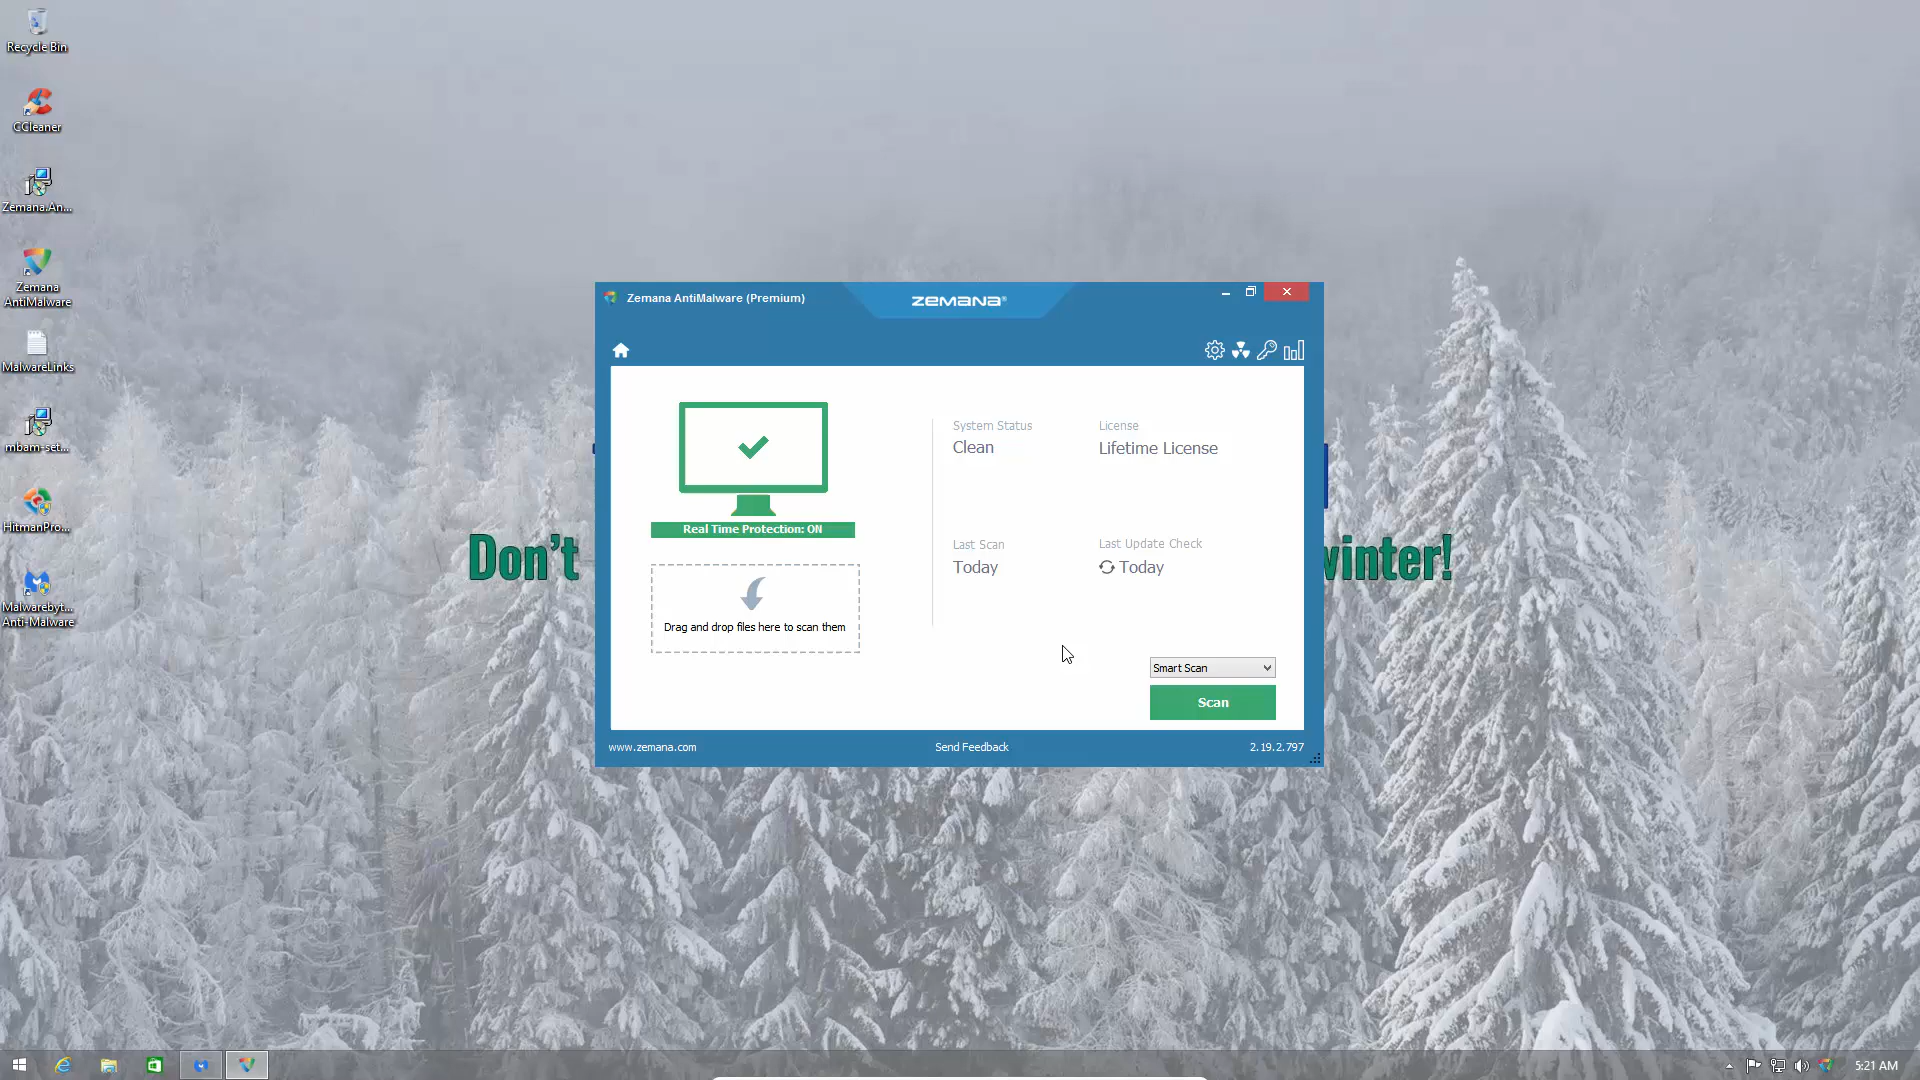 Recycle Bin
CCleaner
Zemana.An...
Zemana
AntiMalware
MalwareLinks
mbam-set...
HitmanPro...
Malwarebyt...
Anti-Malware
Zemana AntiMalware (Premium)
ZEMANA®
System Status
Clean
License
Lifetime License
Real Time Protection: ON
Last Scan
Today
Last Update Check
Today
Drag and drop files here to scan them
Smart Scan
Scan
www.zemana.com
Send Feedback
2.19.2.797
Don't
winter!
5:21 AM